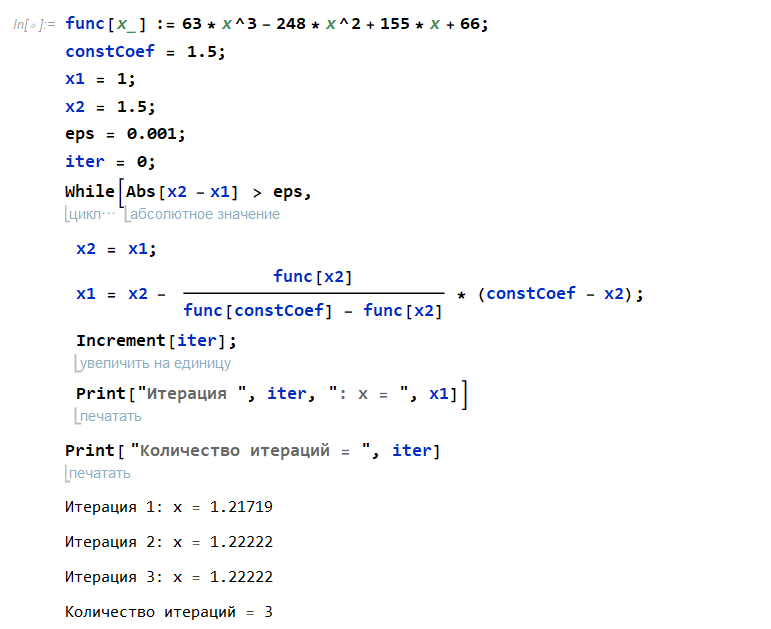 In[◦]:= func[x_] := 63 * x^3 - 248 * x^2 + 155 * x + 66;
constCoef = 1.5;
x1 = 1;
x2 = 1.5;
eps = 0.001;
iter = 0;
While[Abs[x2 - x1] > eps,
цикл⋯ абсолютное значение
x2 = x1;
func[x2]
x1 = x2 - * (constCoef - x2);
func[constCoef] - func[x2]
Increment[iter];
увеличить на единицу
Print["Итерация ", iter, ": x = ", x1]]
печатать
Print["Количество итераций = ", iter]
печатать
Итерация 1: x = 1.21719
Итерация 2: x = 1.22222
Итерация 3: x = 1.22222
Количество итераций = 3